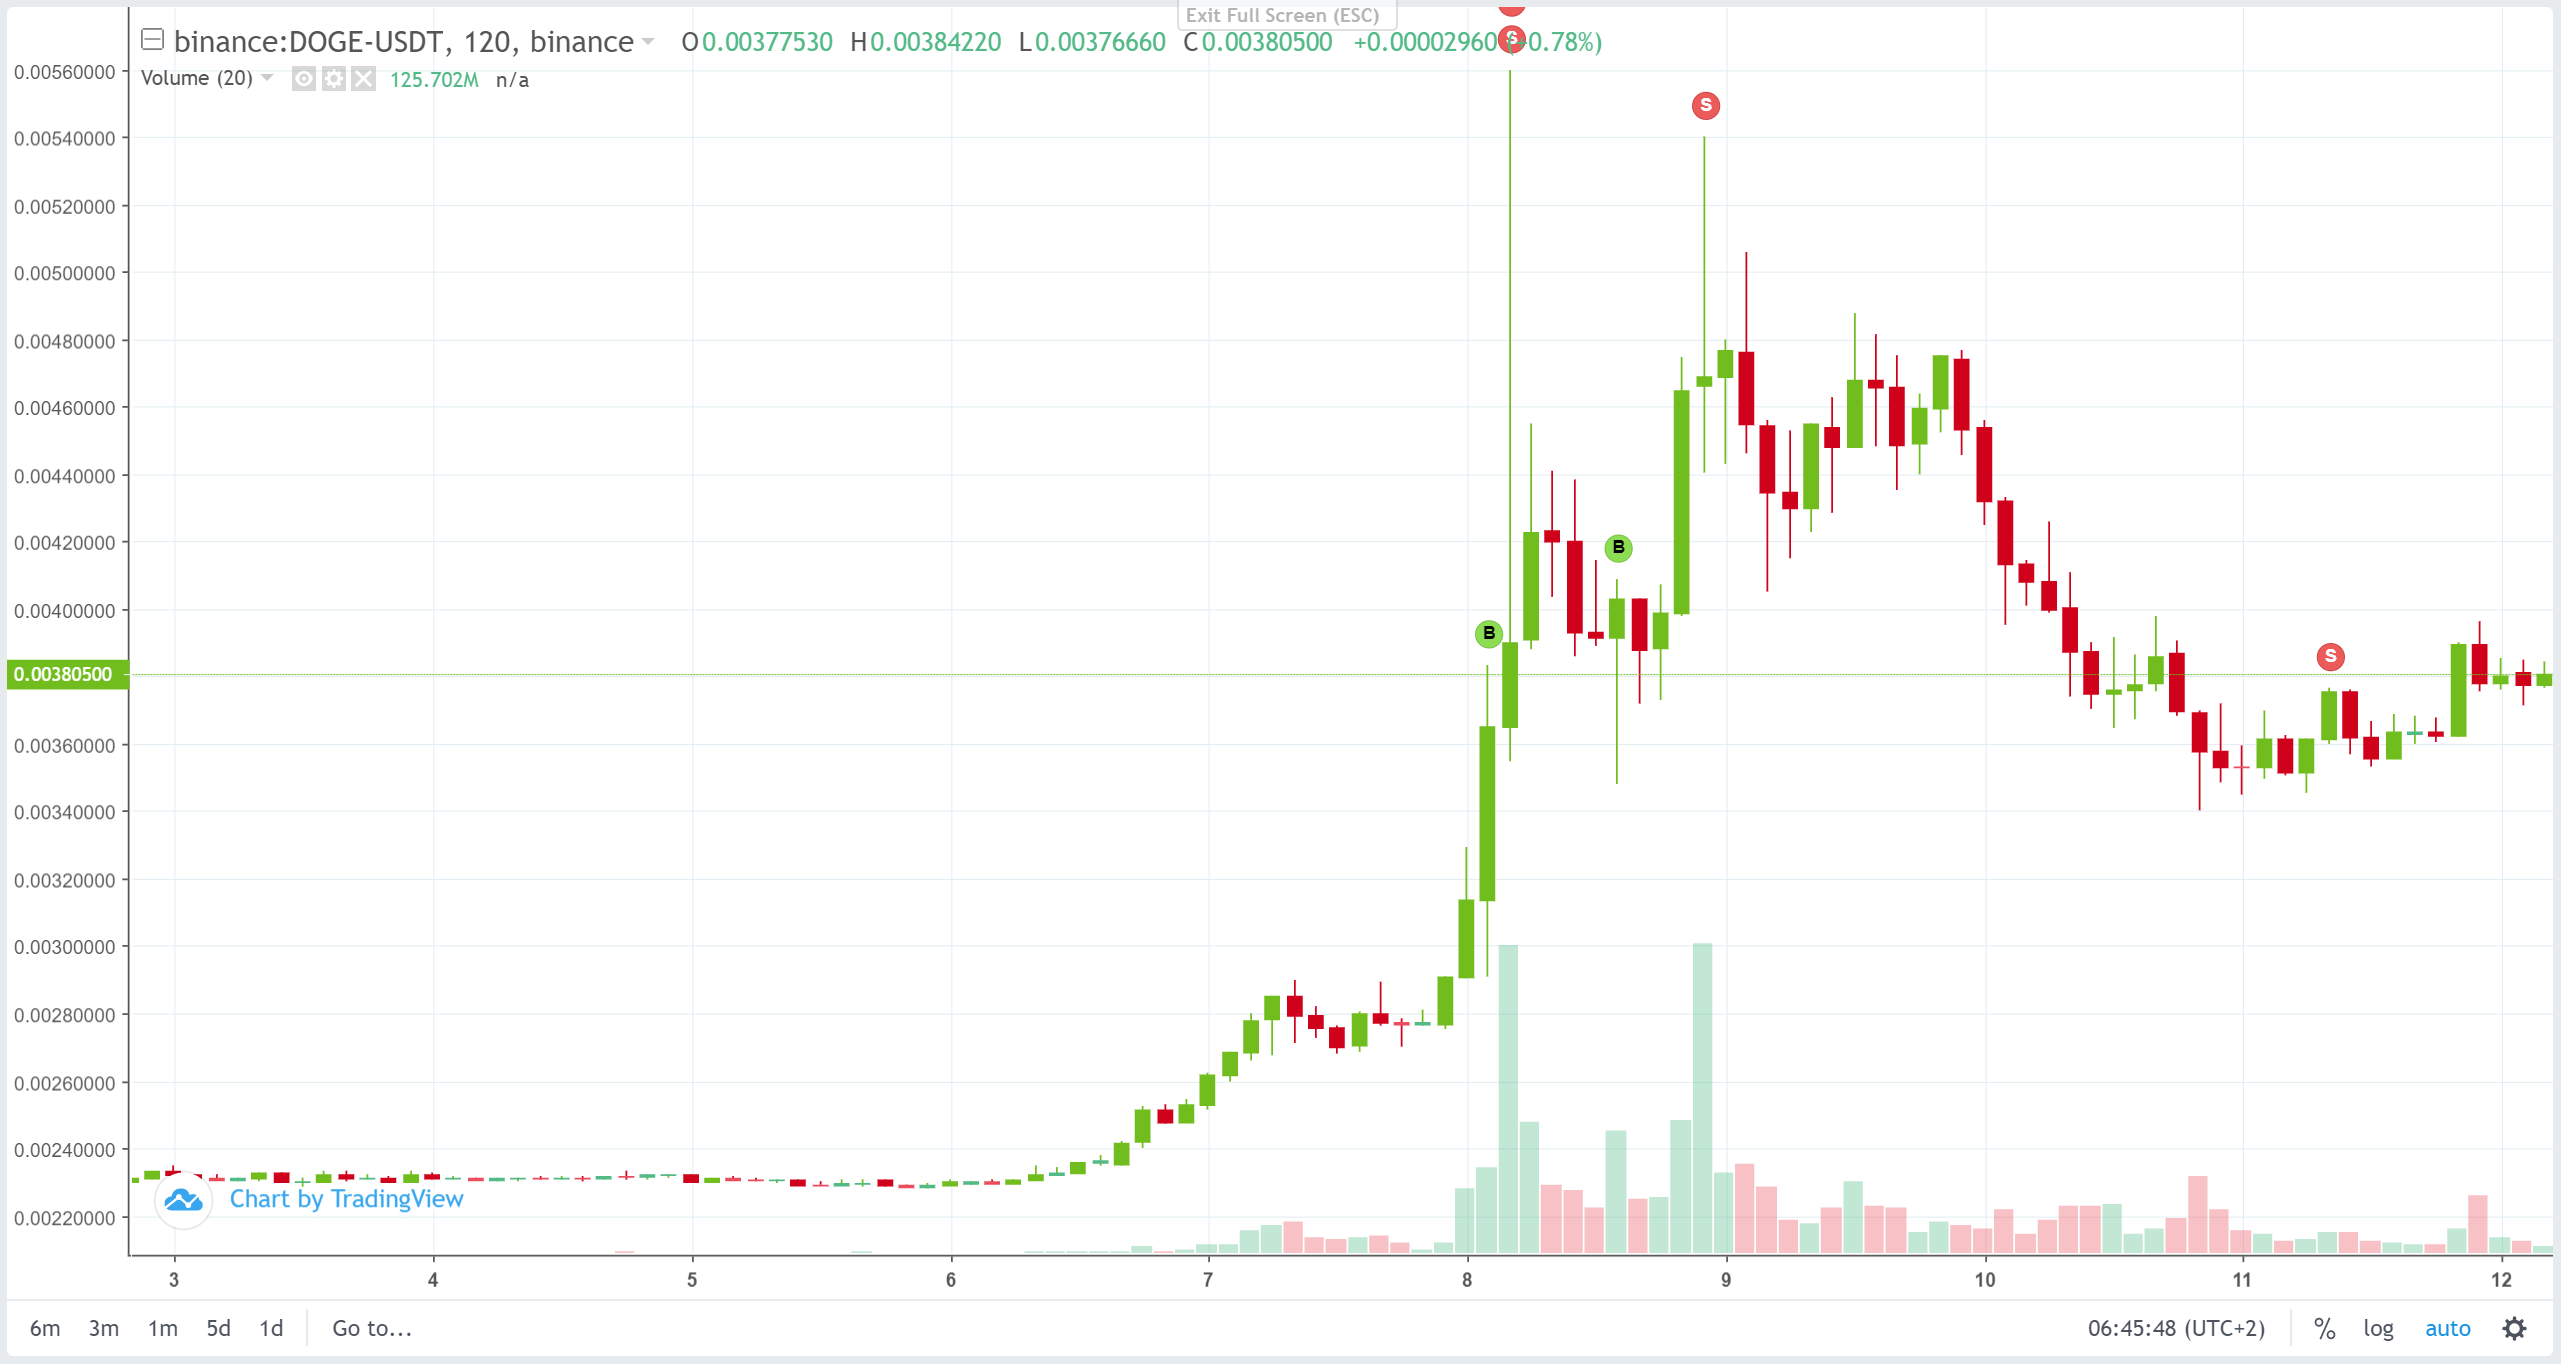 Exit Full Screen (ESC)
binance:DOGE-USDT, 120, binance O0.00377530 H0.00384220 L0.00376660 C0.00380500 +0.00002960 (+0.78%)
Volume (20) 125.702M n/a
S
S
B
B
S
0.00560000
0.00540000
0.00520000
0.00500000
0.00480000
0.00460000
0.00440000
0.00420000
0.00400000
0.00380500
0.00360000
0.00340000
0.00320000
0.00300000
0.00280000
0.00260000
0.00240000
0.00220000
Chart by TradingView
3 4 5 6 7 8 9 10 11 12
6m 3m 1m 5d 1d Go to... 06:45:48 (UTC+2) % log auto